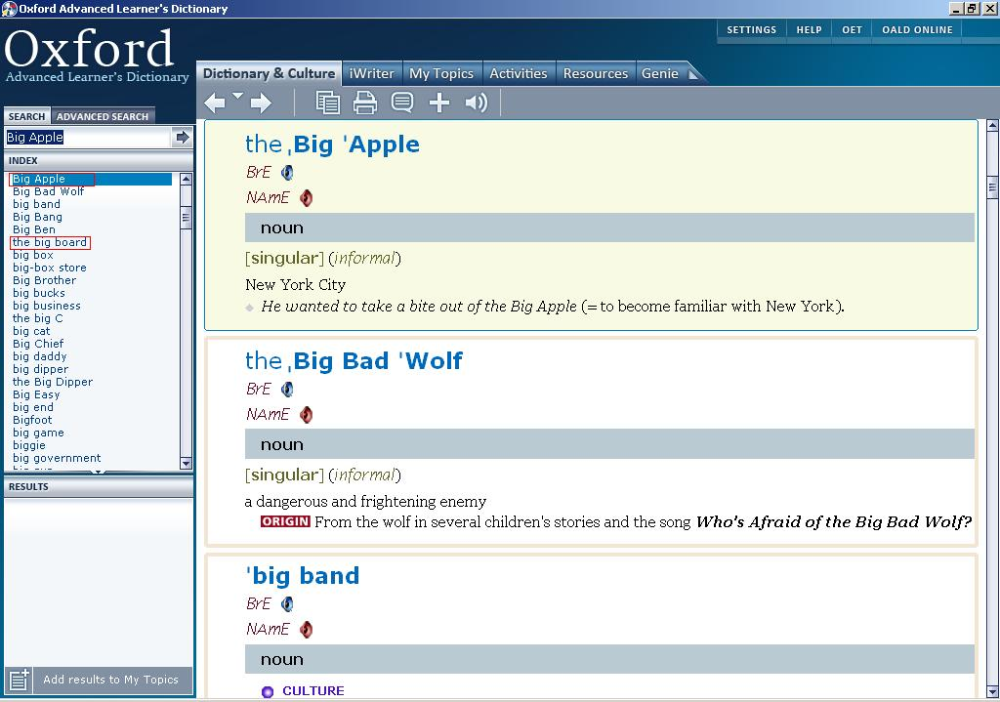 Oxford Advanced Learner's Dictionary
Oxford
Advanced Learner's Dictionary
SETTINGS HELP OET OALD ONLINE
Dictionary & Culture iWriter My Topics Activities Resources Genie
SEARCH ADVANCED SEARCH
Big Apple
INDEX
Big Apple
Big Bad Wolf
big band
Big Bang
Big Ben
the big board
big box
big-box store
Big Brother
big bucks
big business
the big C
big cat
Big Chief
big daddy
big dipper
the Big Dipper
Big Easy
big end
Bigfoot
big game
biggie
big government
RESULTS
Add results to My Topics
the ˌBig ˈApple
BrE
NAmE
noun
[singular] (informal)
New York City
He wanted to take a bite out of the Big Apple (= to become familiar with New York).
the ˌBig Bad ˈWolf
BrE
NAmE
noun
[singular] (informal)
a dangerous and frightening enemy
ORIGIN From the wolf in several children's stories and the song Who's Afraid of the Big Bad Wolf?
ˈbig band
BrE
NAmE
noun
CULTURE